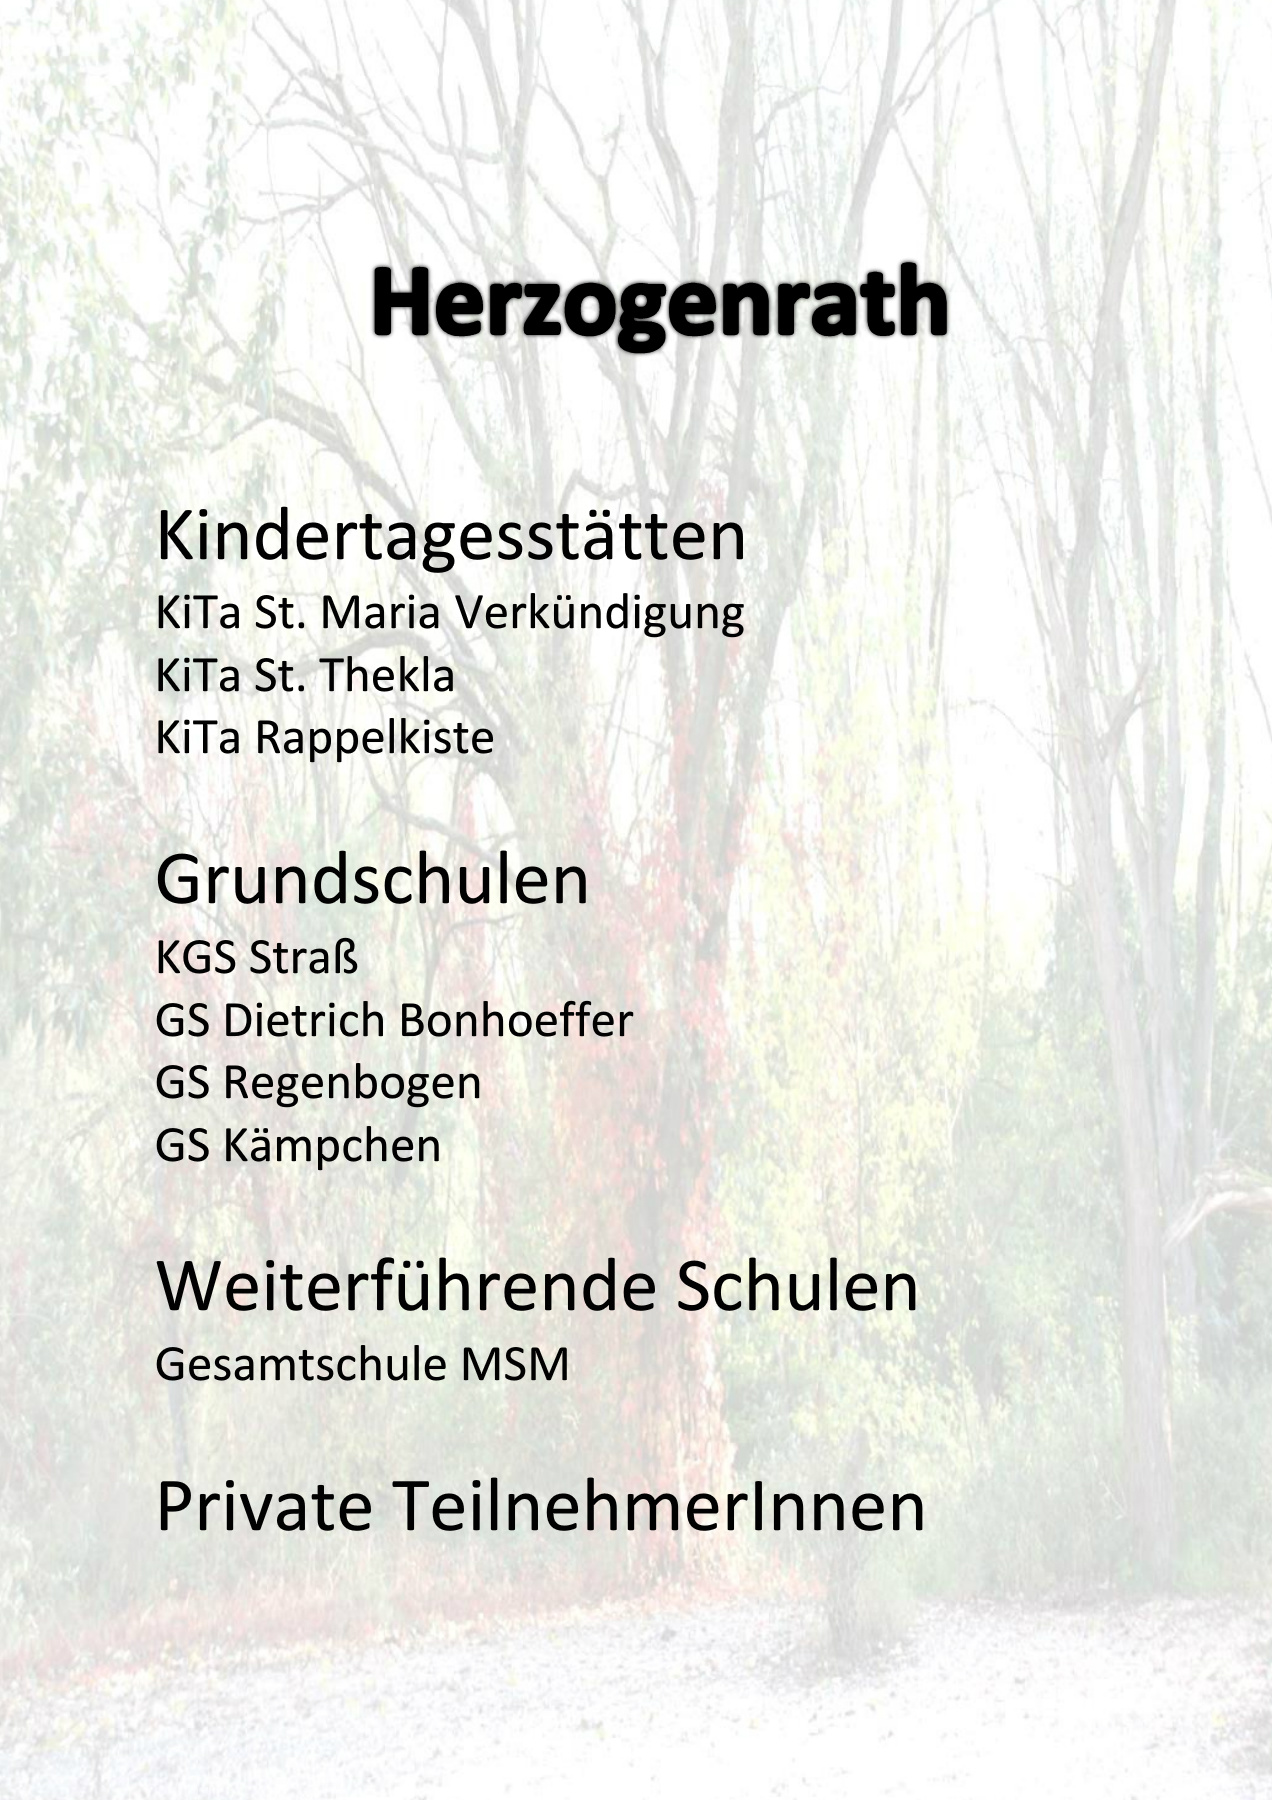 Herzogenrath
Kindertagesstätten
KiTa St. Maria Verkündigung
KiTa St. Thekla
KiTa Rappelkiste
Grundschulen
KGS Straß
GS Dietrich Bonhoeffer
GS Regenbogen
GS Kämpchen
Weiterführende Schulen
Gesamtschule MSM
Private TeilnehmerInnen